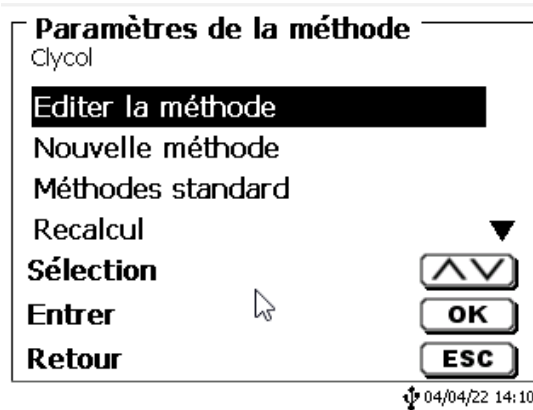 Paramètres de la méthode
Clycol
Editer la méthode
Nouvelle méthode
Méthodes standard
Recalcul
Sélection
Entrer OK
Retour ESC
04/04/22 14:10